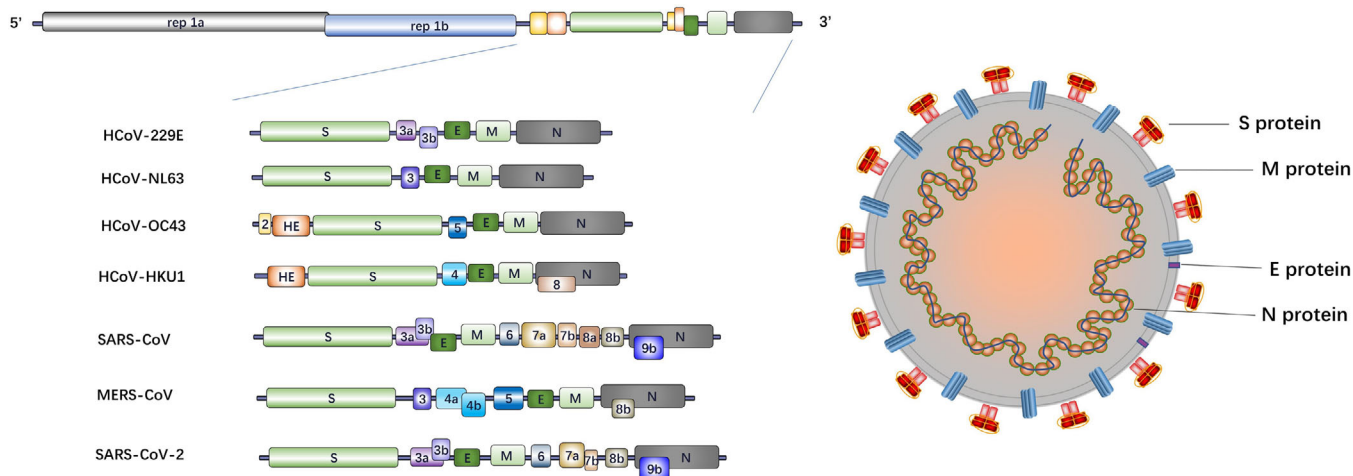 5' rep 1a rep 1b 3'
HCoV-229E S 3a 3b E M N
HCoV-NL63 S 3 E M N
HCoV-OC43 2 HE S 5 E M N
HCoV-HKU1 HE S 4 E M 8 N
SARS-CoV S 3a 3b E M 6 7a 7b 8a 8b 9b N
MERS-CoV S 3 4a 4b 5 E M 8b N
SARS-CoV-2 S 3a 3b E M 6 7a 7b 8b 9b N
S protein
M protein
E protein
N protein